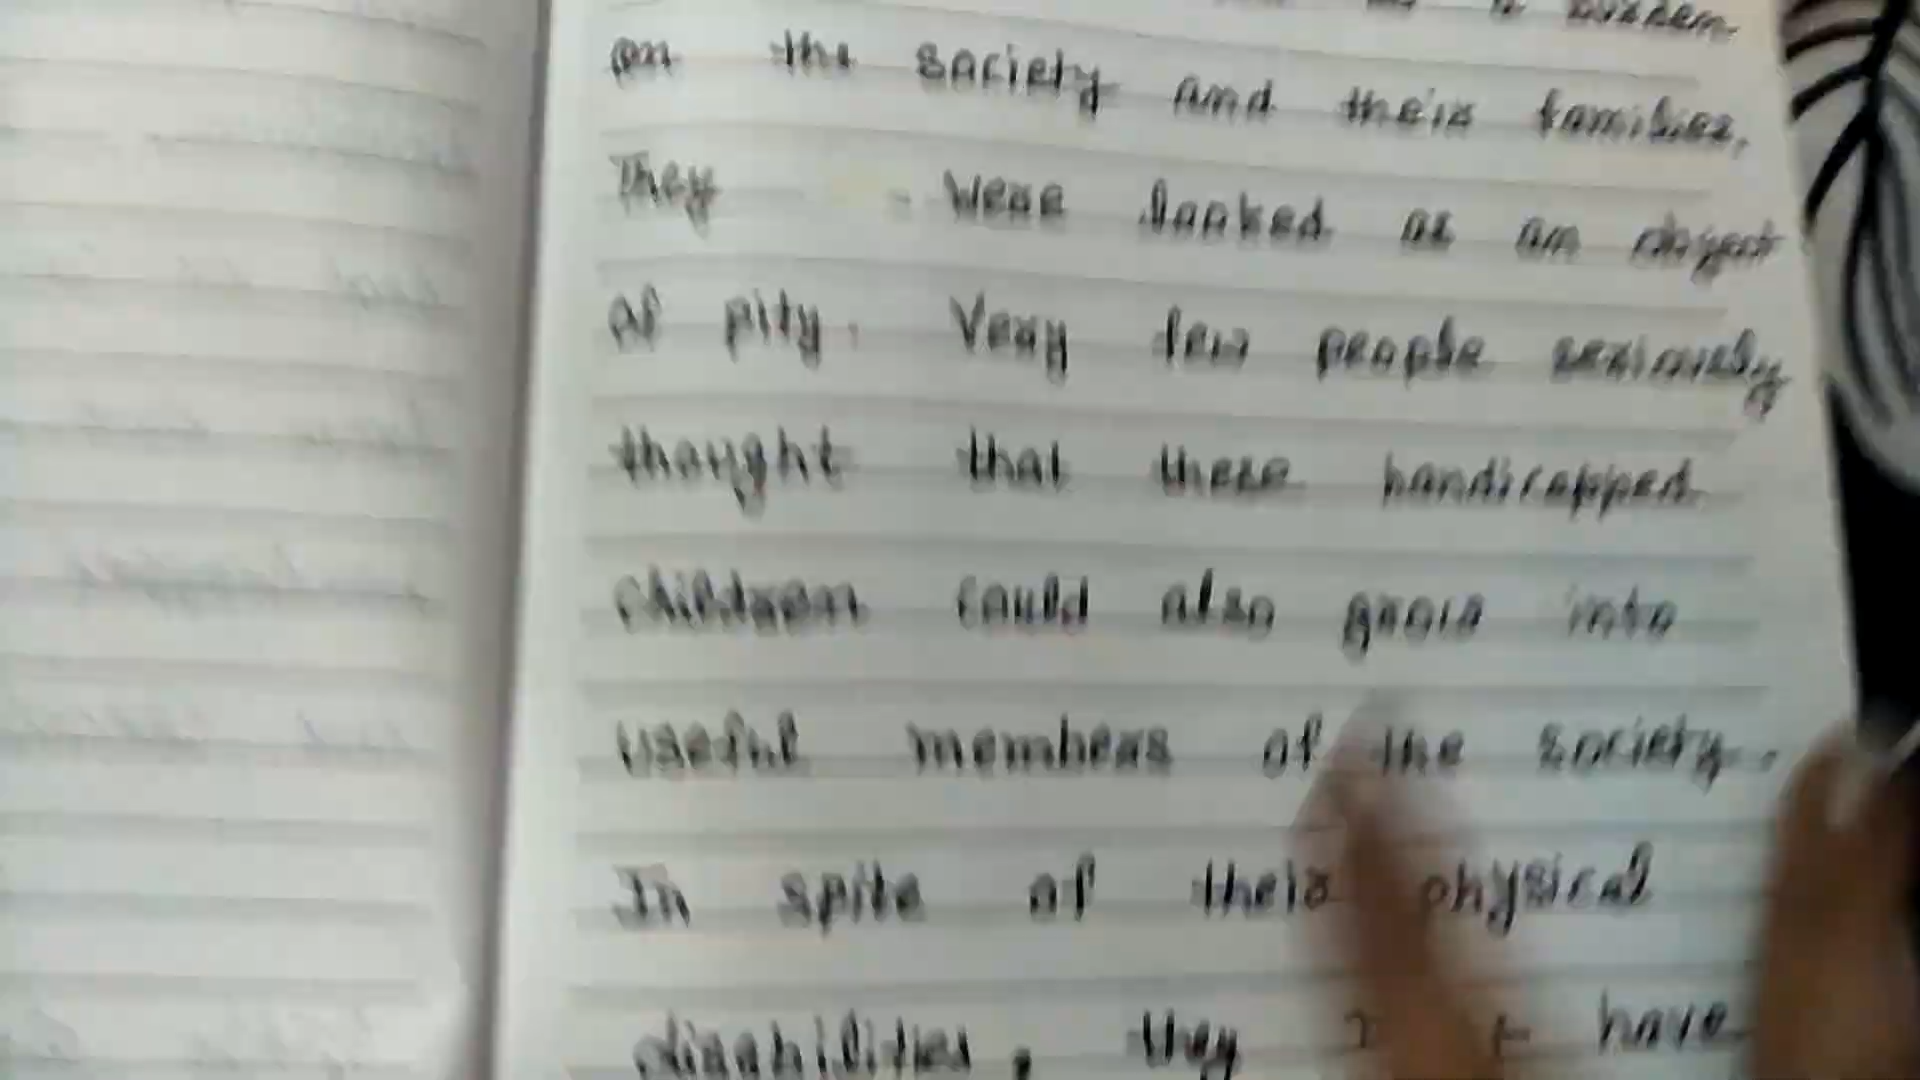 a burden
on the society and their families,
They were looked as an object
of pity. Very few people seriously
thought that these handicapped
children could also grow into
useful members of the society.
In spite of their physical
disabilities, they have